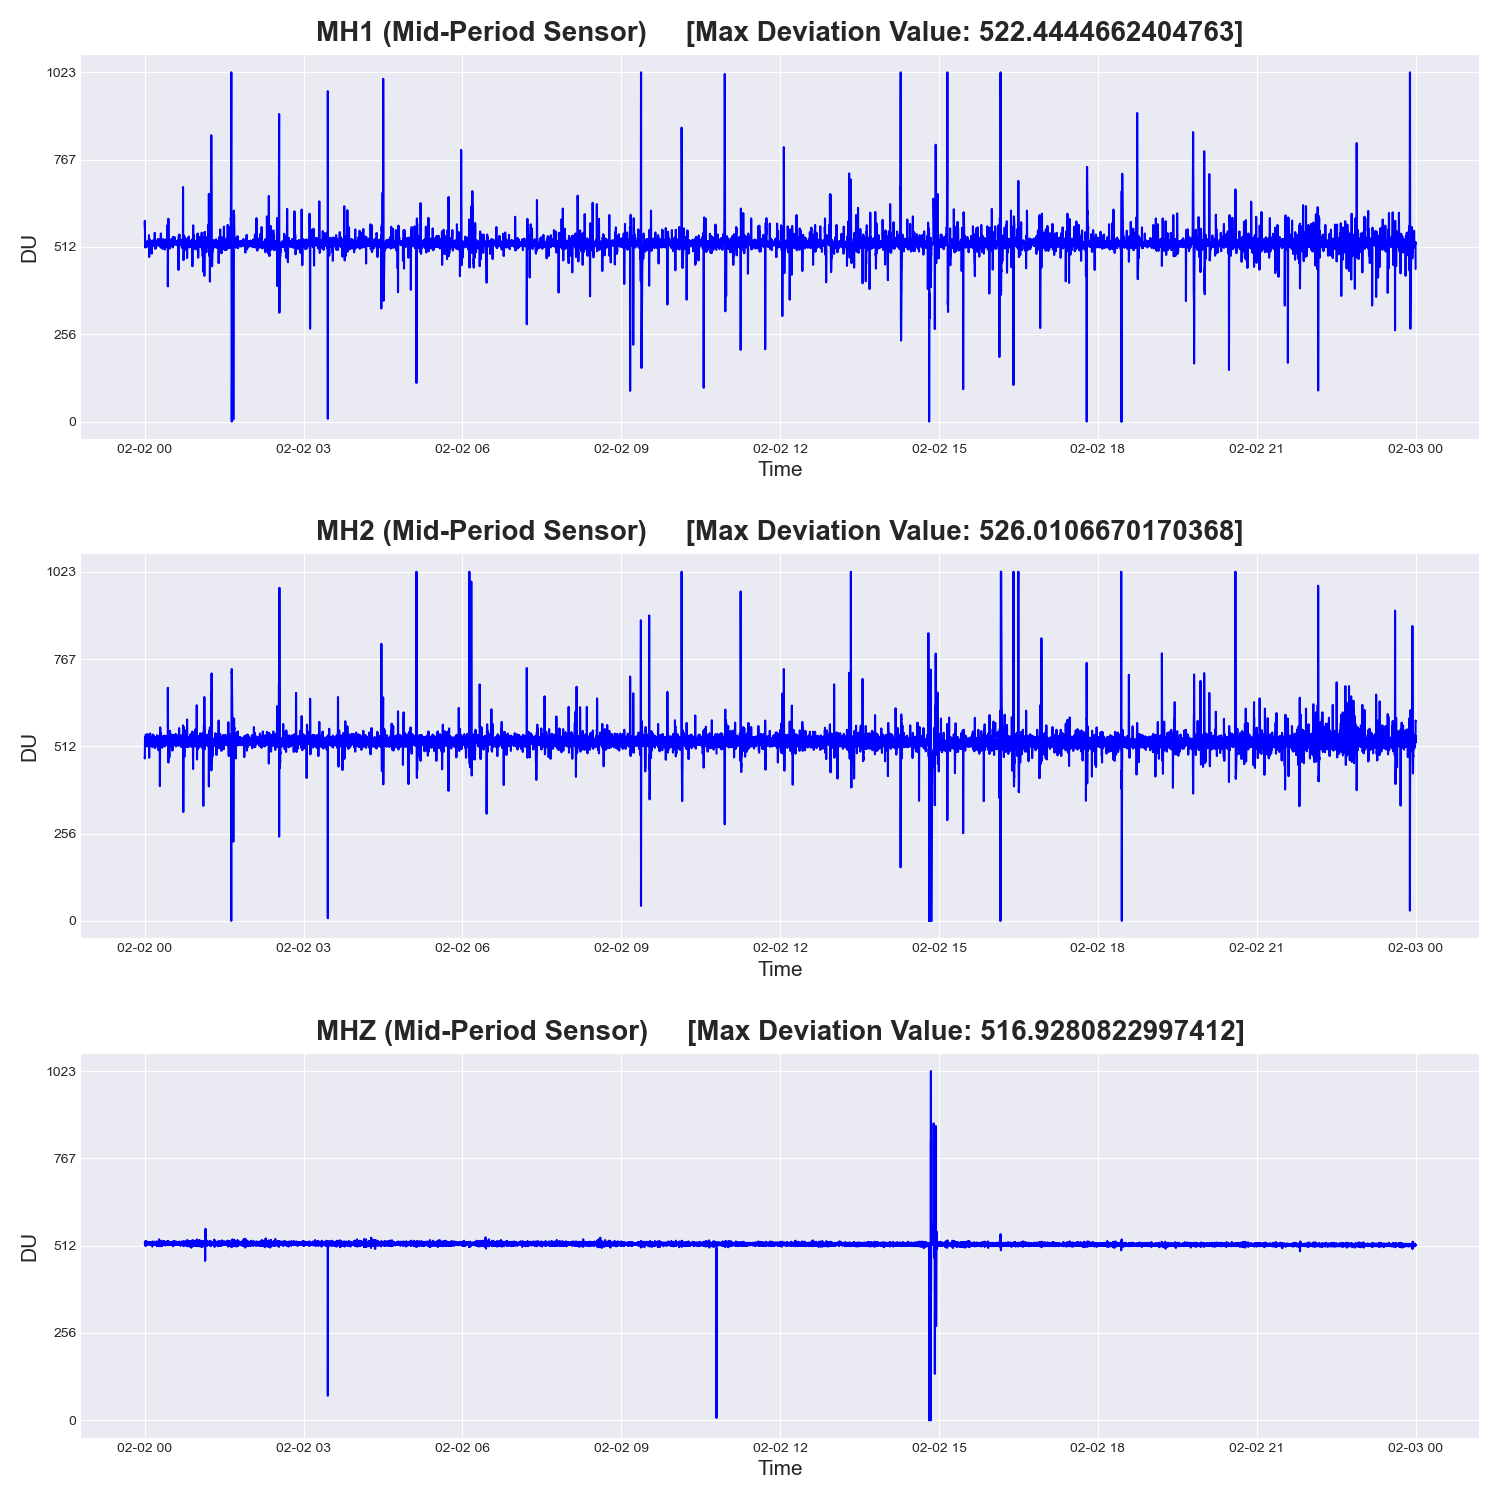 MH1 (Mid-Period Sensor) [Max Deviation Value: 522.4444662404763]
1023
767
512
256
0
DU
02-02 00 02-02 03 02-02 06 02-02 09 02-02 12 02-02 15 02-02 18 02-02 21 02-03 00
Time
MH2 (Mid-Period Sensor) [Max Deviation Value: 526.0106670170368]
1023
767
512
256
0
DU
02-02 00 02-02 03 02-02 06 02-02 09 02-02 12 02-02 15 02-02 18 02-02 21 02-03 00
Time
MHZ (Mid-Period Sensor) [Max Deviation Value: 516.9280822997412]
1023
767
512
256
0
DU
02-02 00 02-02 03 02-02 06 02-02 09 02-02 12 02-02 15 02-02 18 02-02 21 02-03 00
Time